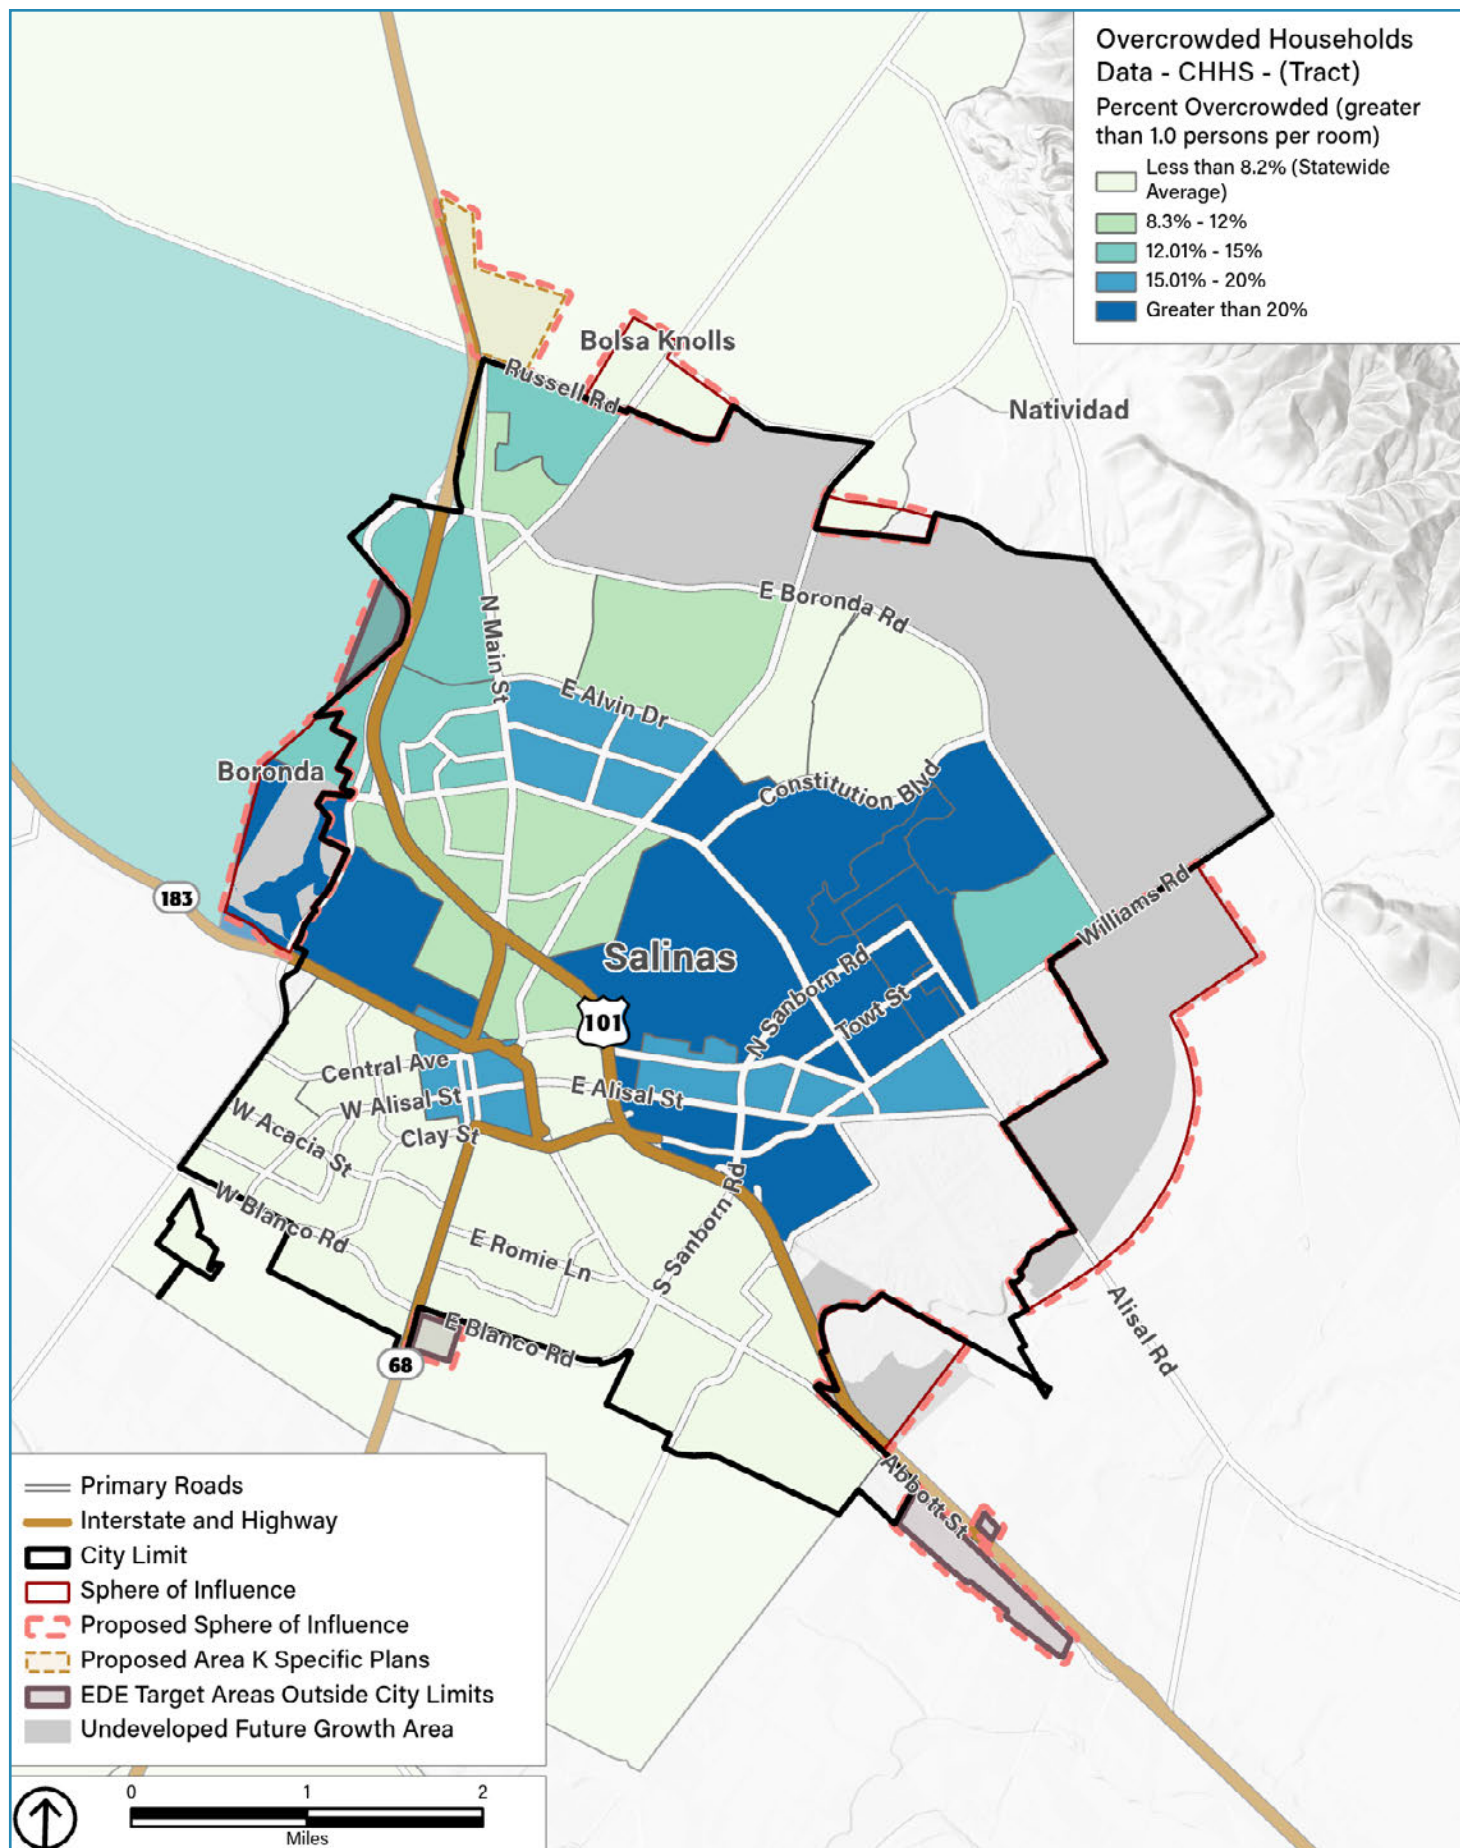 Overcrowded Households
Data - CHHS - (Tract)
Percent Overcrowded (greater
than 1.0 persons per room)
Less than 8.2% (Statewide
Average)
8.3% - 12%
12.01% - 15%
15.01% - 20%
Greater than 20%
Bolsa Knolls
Russell Rd
Natividad
E Boronda Rd
N Main St
E Alvin Dr
Boronda
Constitution Blvd
183
Williams Rd
Salinas
N Sanborn Rd
Towt St
101
Central Ave
E Alisal St
W Alisal St
Clay St
W Acacia St
W Blanco Rd
E Romie Ln
S Sanborn Rd
E Blanco Rd
68
Alisal Rd
Abbott St
Primary Roads
Interstate and Highway
City Limit
Sphere of Influence
Proposed Sphere of Influence
Proposed Area K Specific Plans
EDE Target Areas Outside City Limits
Undeveloped Future Growth Area
0 1 2
Miles